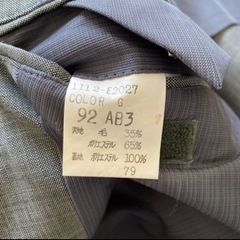 1112-E2027
COLOR G
92 AB3
表地 毛 35%
ポリエステル 65%
裏地 ポリエステル 100%
79